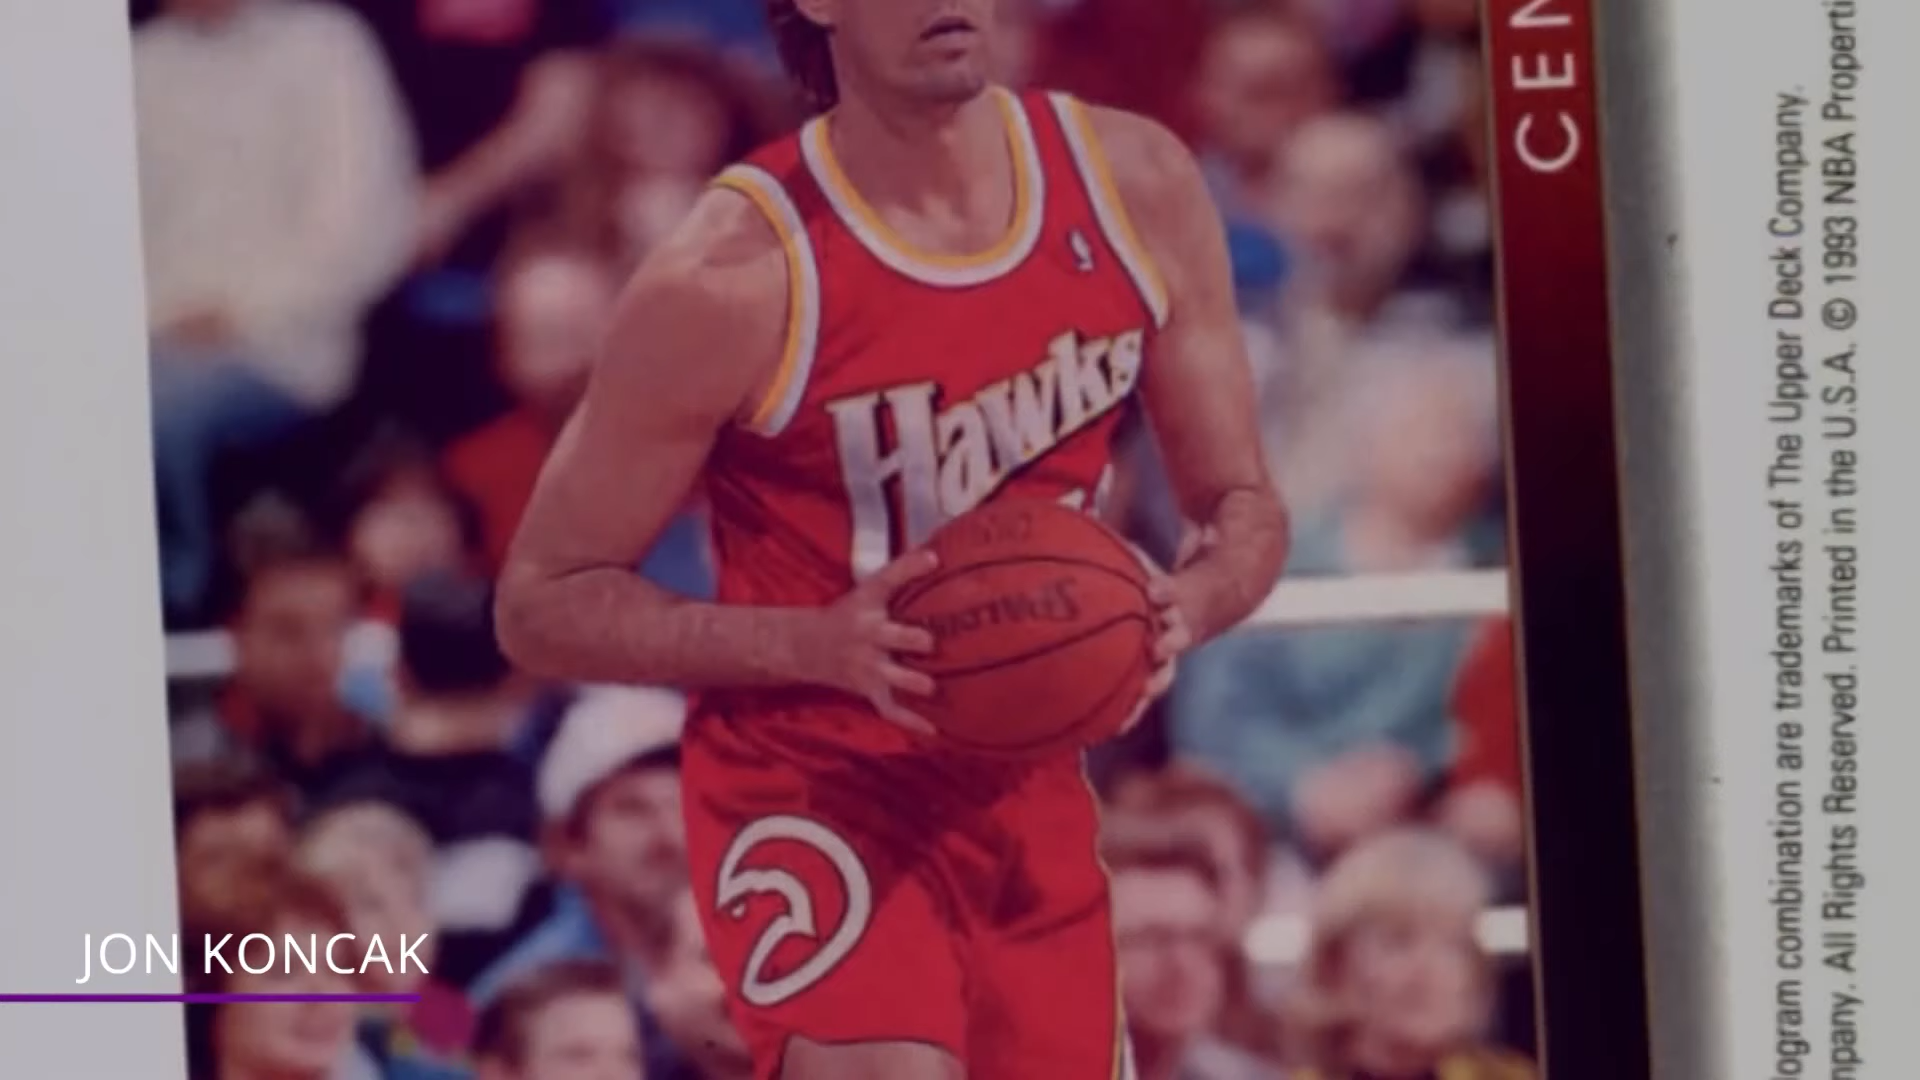 CEN
Hawks
SPALDING
logram combination are trademarks of The Upper Deck Company.
mpany. All Rights Reserved. Printed in the U.S.A. © 1993 NBA Properti
JON KONCAK